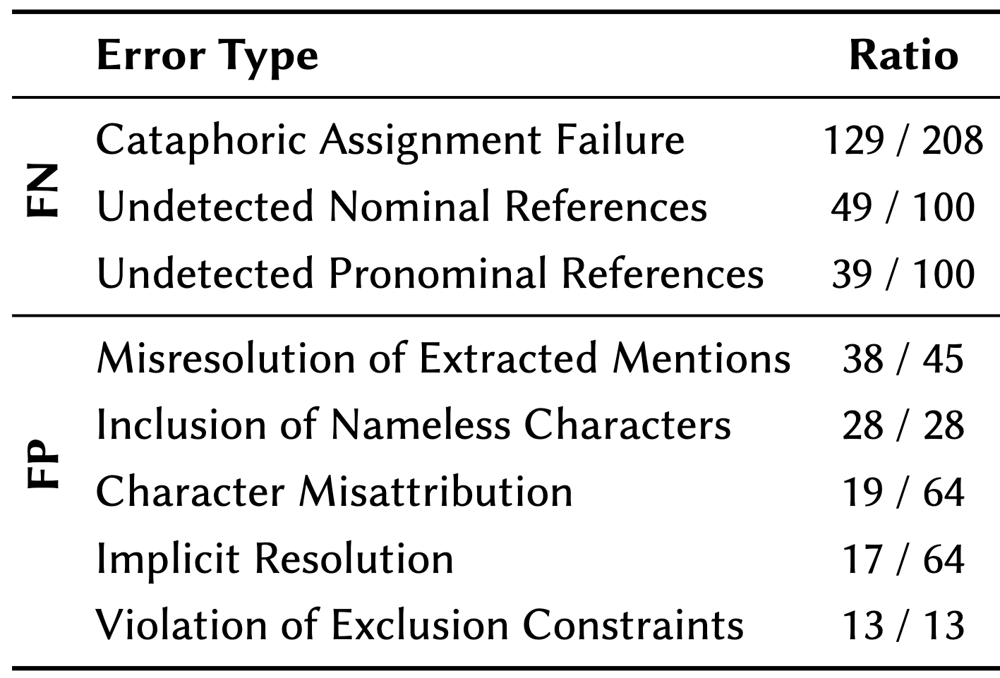 Error Type Ratio
FN
Cataphoric Assignment Failure 129 / 208
Undetected Nominal References 49 / 100
Undetected Pronominal References 39 / 100
FP
Misresolution of Extracted Mentions 38 / 45
Inclusion of Nameless Characters 28 / 28
Character Misattribution 19 / 64
Implicit Resolution 17 / 64
Violation of Exclusion Constraints 13 / 13